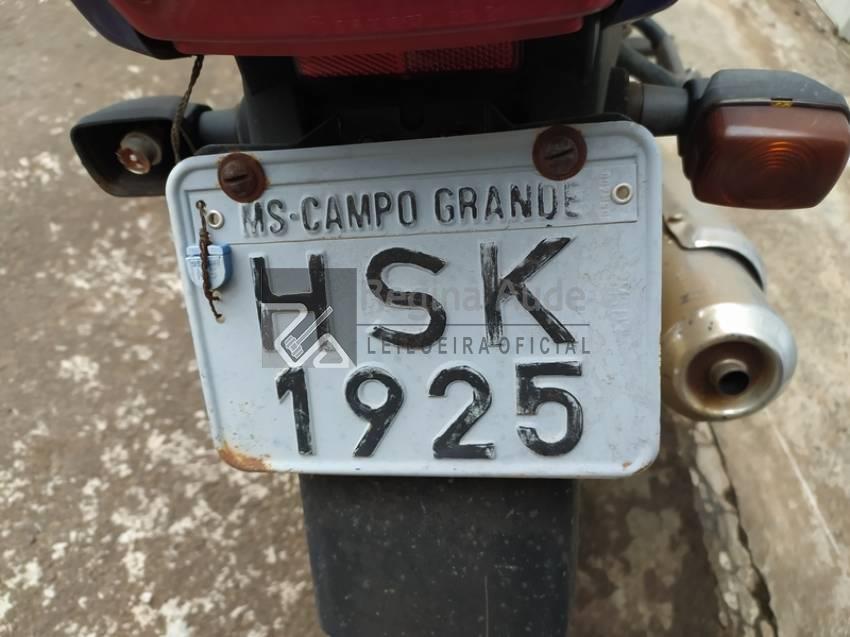 MS-CAMPO GRANDE
HSK
Regina Aude
LEILOEIRA OFICIAL
1925